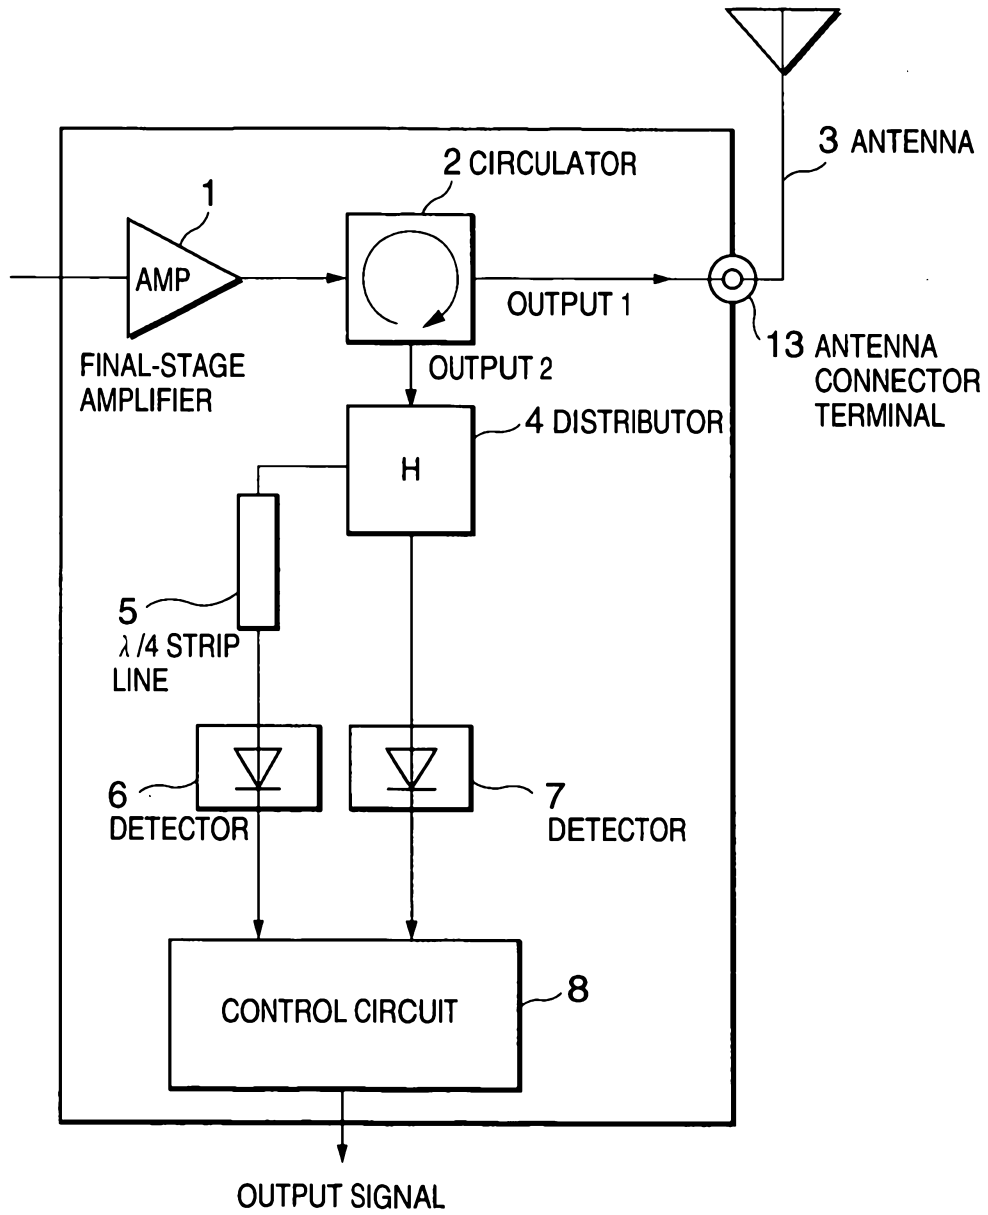 3 ANTENNA
2 CIRCULATOR
1
AMP
OUTPUT 1
FINAL-STAGE
AMPLIFIER
OUTPUT 2
13 ANTENNA
CONNECTOR
TERMINAL
4 DISTRIBUTOR
H
5
λ/4 STRIP
LINE
6
DETECTOR
7
DETECTOR
CONTROL CIRCUIT
8
OUTPUT SIGNAL